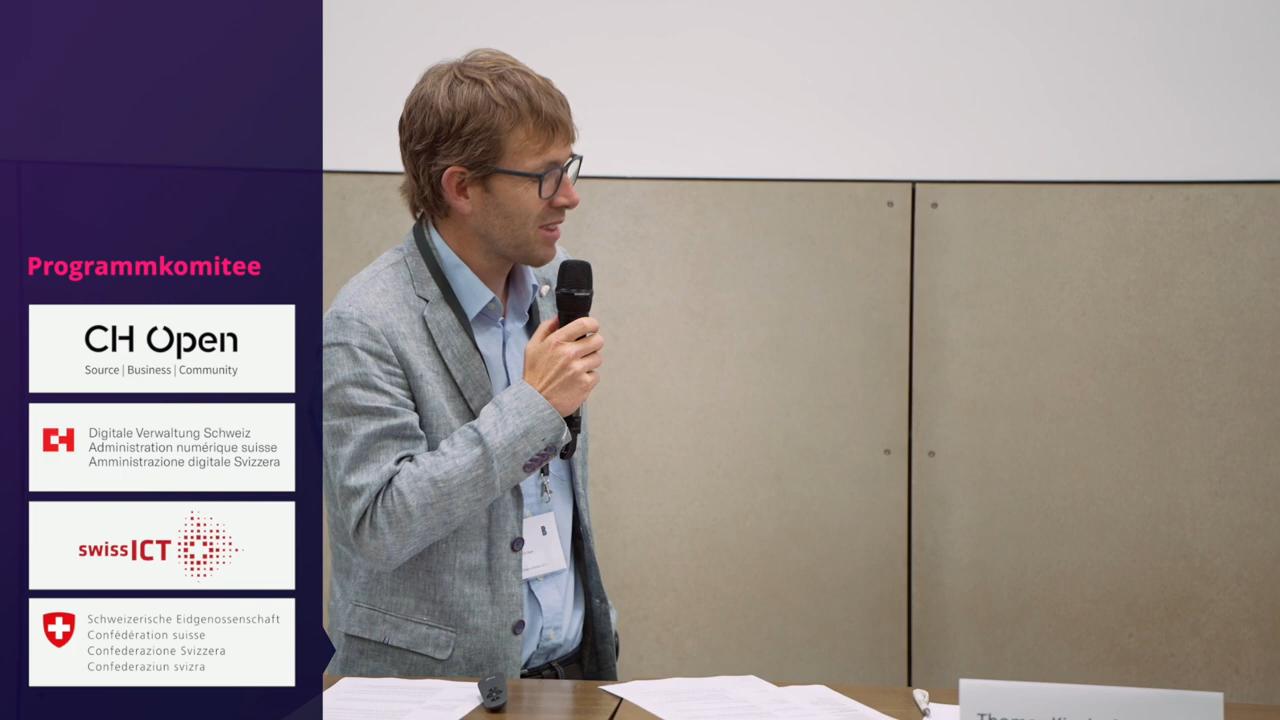 Programmkomitee
CH Open
Source | Business | Community
Digitale Verwaltung Schweiz
Administration numérique suisse
Amministrazione digitale Svizzera
swissICT
Schweizerische Eidgenossenschaft
Confédération suisse
Confederazione Svizzera
Confederaziun svizra
B